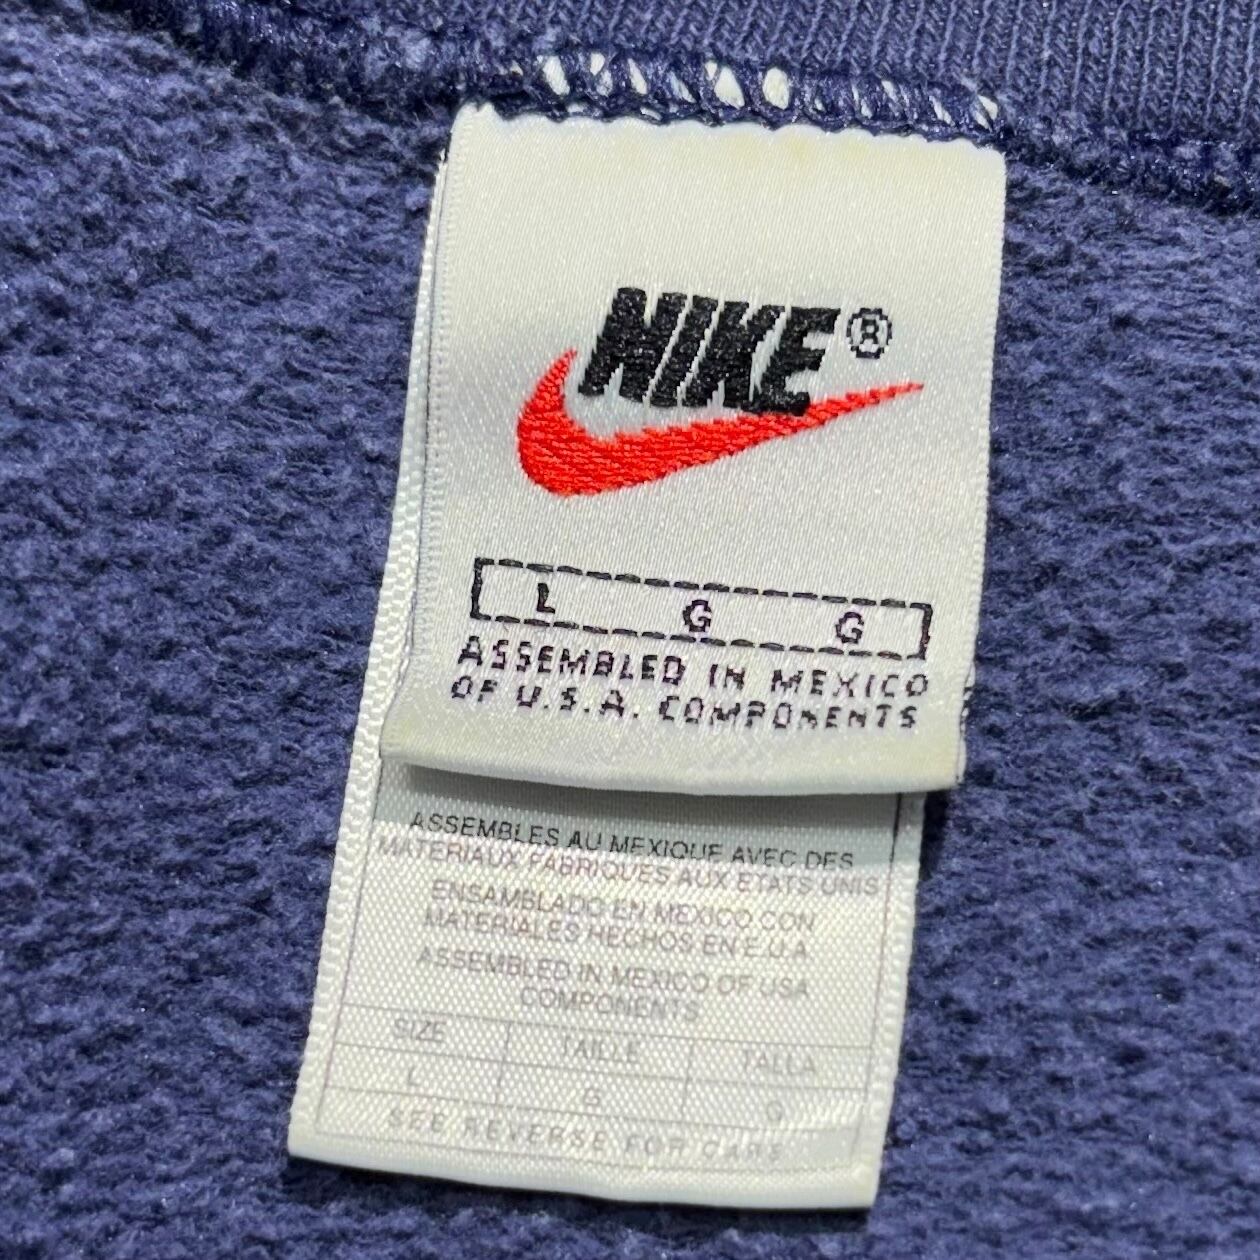 NIKE®
L G G
ASSEMBLED IN MEXICO
OF U.S.A. COMPONENTS
ASSEMBLES AU MEXIQUE AVEC DES
MATERIAUX FABRIQUES AUX ETATS UNIS
ENSAMBLADO EN MEXICO CON
MATERIALES HECHOS EN E.U.A
ASSEMBLED IN MEXICO OF USA
COMPONENTS
SIZE TAILLE TALLA
L G G
SEE REVERSE FOR CARE